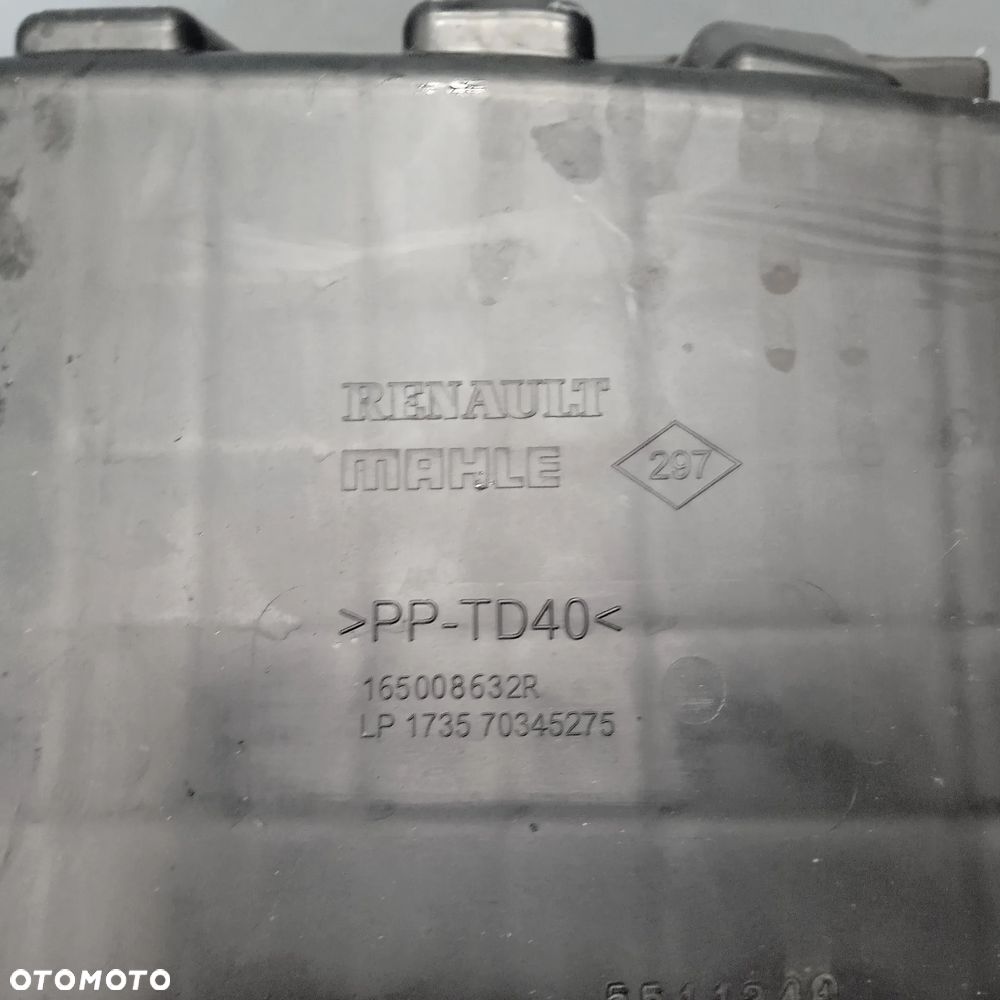 RENAULT
MAHLE 297
>PP-TD40<
165008632R
LP 1735 70345275
OTOMOTO